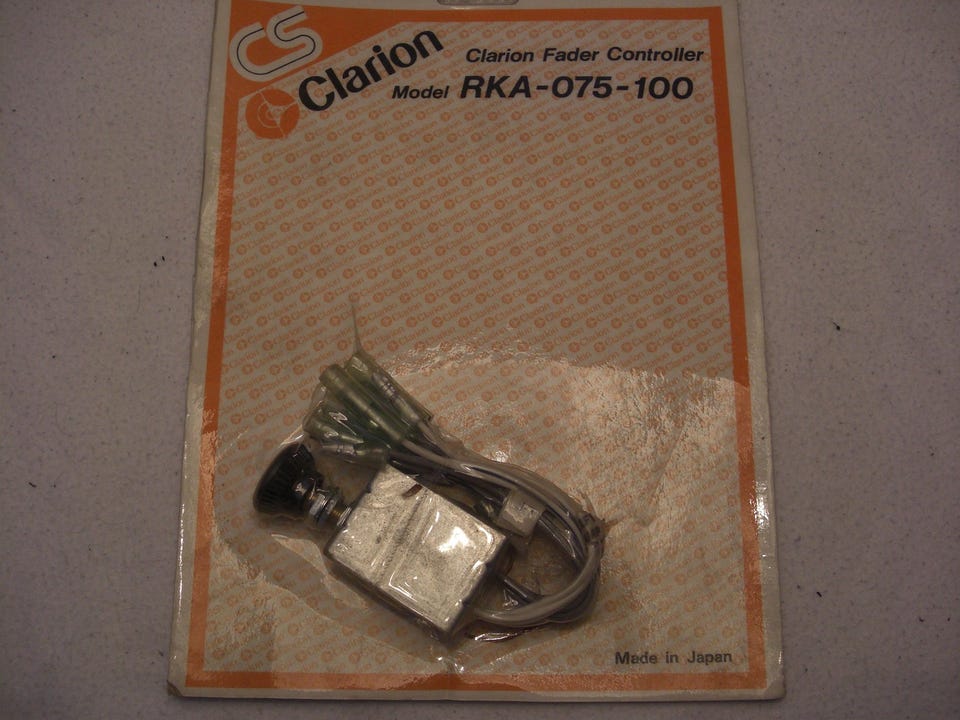 CS
Clarion
Clarion Fader Controller
Model RKA-075-100
Made in Japan